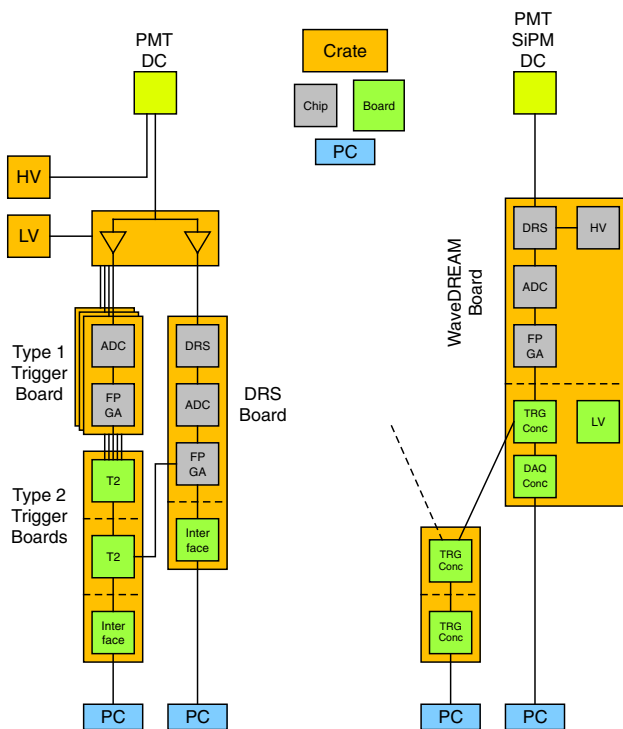 PMT
DC
Crate
Chip
Board
PC
PMT
SiPM
DC
HV
LV
Type 1
Trigger
Board
ADC
FP
GA
DRS
ADC
FP
GA
DRS
Board
Type 2
Trigger
Boards
T2
T2
Inter
face
Inter
face
PC
PC
WaveDREAM
Board
DRS
HV
ADC
FP
GA
TRG
Conc
LV
DAQ
Conc
TRG
Conc
TRG
Conc
PC
PC